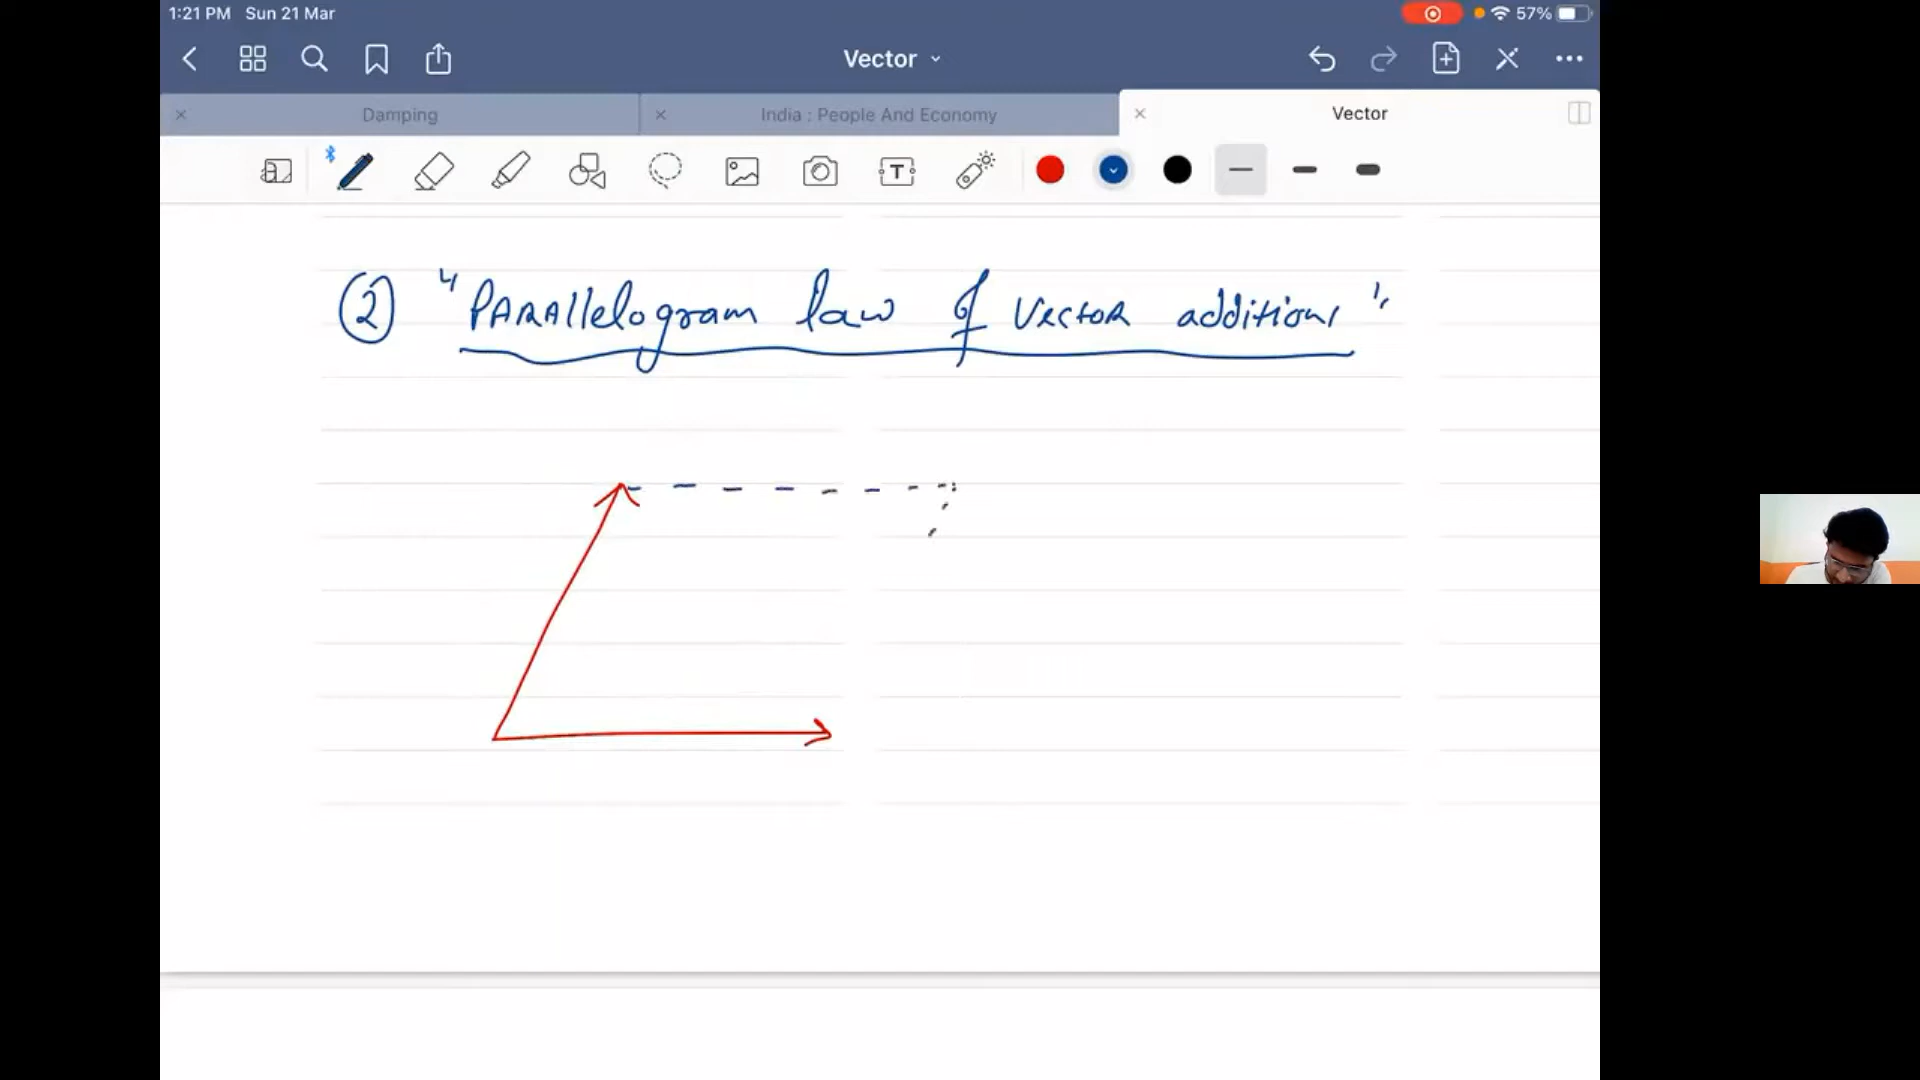 1:21 PM Sun 21 Mar
57%
Vector
Damping
India : People And Economy
Vector
T
② "Parallelogram law of Vector additions"